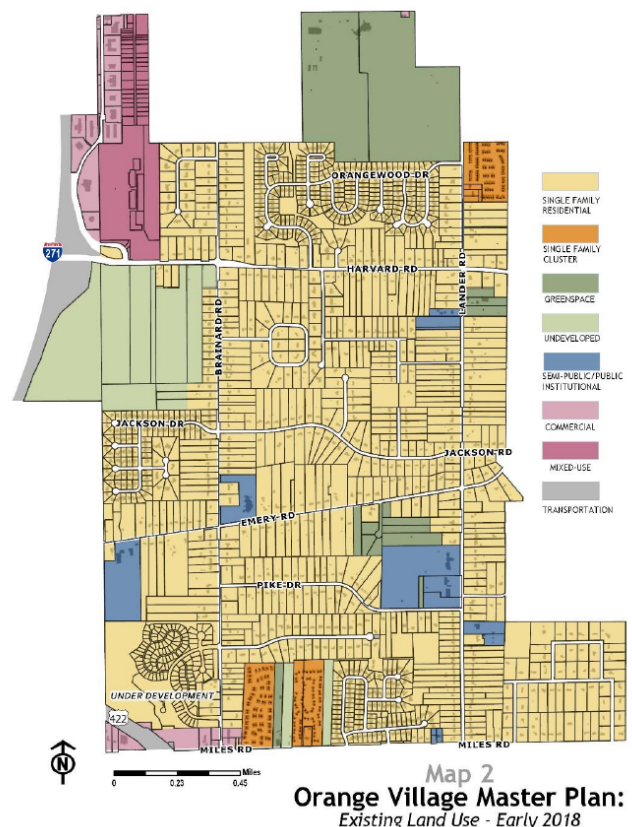 ORANGEWOOD DR
271
HARVARD RD
LANDER RD
BRAINARD RD
JACKSON DR
JACKSON RD
EMERY RD
PIKE DR
UNDER DEVELOPMENT
422
MILES RD
MILES RD
SINGLE FAMILY
RESIDENTIAL
SINGLE FAMILY
CLUSTER
GREENSPACE
UNDEVELOPED
SEMI-PUBLIC/PUBLIC
INSTITUTIONAL
COMMERCIAL
MIXED-USE
TRANSPORTATION
N
Miles
0 0.23 0.45
Map 2
Orange Village Master Plan:
Existing Land Use - Early 2018